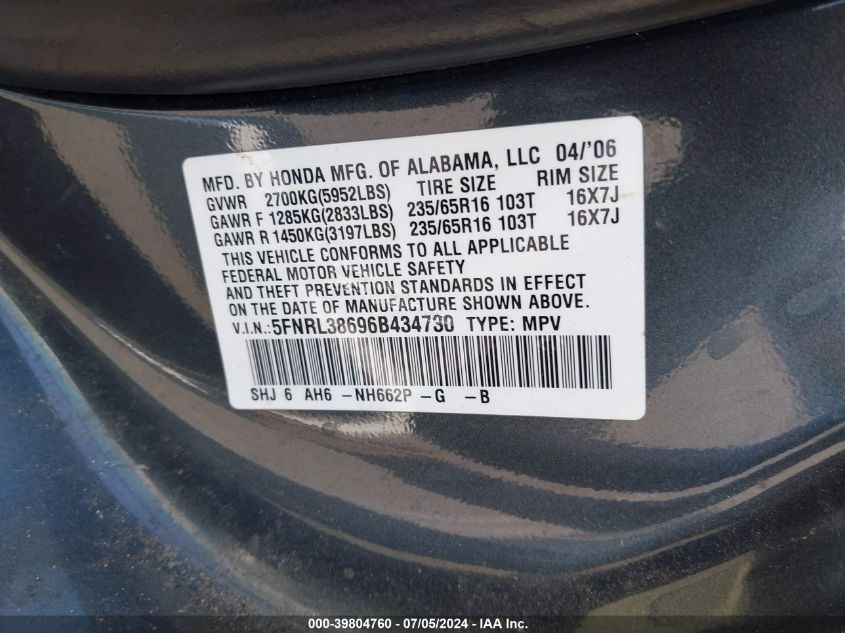 MFD. BY HONDA MFG. OF ALABAMA, LLC 04/'06
GVWR 2700KG(5952LBS) TIRE SIZE RIM SIZE
GAWR F 1285KG(2833LBS) 235/65R16 103T 16X7J
GAWR R 1450KG(3197LBS) 235/65R16 103T 16X7J
THIS VEHICLE CONFORMS TO ALL APPLICABLE
FEDERAL MOTOR VEHICLE SAFETY
AND THEFT PREVENTION STANDARDS IN EFFECT
ON THE DATE OF MANUFACTURE SHOWN ABOVE.
V.I.N.:5FNRL38696B434730 TYPE: MPV
SHJ 6 AH6 -NH662P -G -B
000-39804760 - 07/05/2024 - IAA Inc.